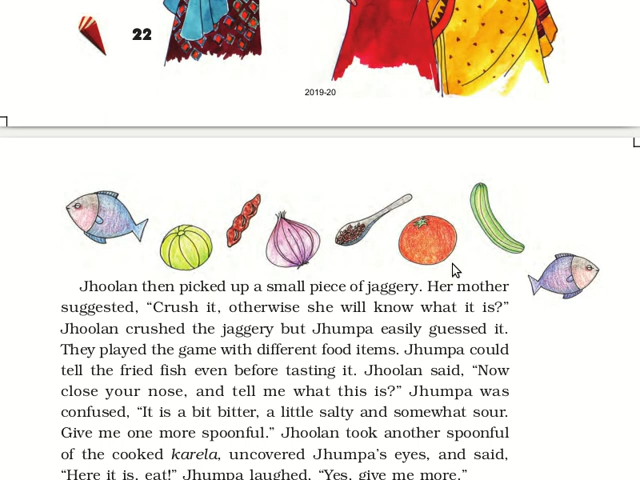 22
2019-20
Jhoolan then picked up a small piece of jaggery. Her mother
suggested, “Crush it, otherwise she will know what it is?”
Jhoolan crushed the jaggery but Jhumpa easily guessed it.
They played the game with different food items. Jhumpa could
tell the fried fish even before tasting it. Jhoolan said, “Now
close your nose, and tell me what this is?” Jhumpa was
confused, “It is a bit bitter, a little salty and somewhat sour.
Give me one more spoonful.” Jhoolan took another spoonful
of the cooked karela, uncovered Jhumpa’s eyes, and said,
“Here it is, eat!” Jhumpa laughed, “Yes, give me more.”